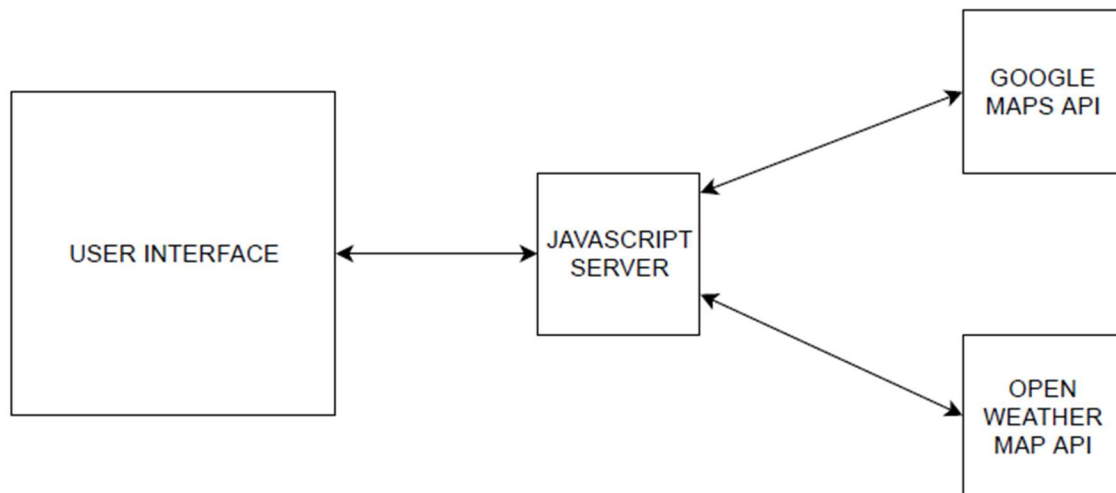 USER INTERFACE
JAVASCRIPT
SERVER
GOOGLE
MAPS API
OPEN
WEATHER
MAP API